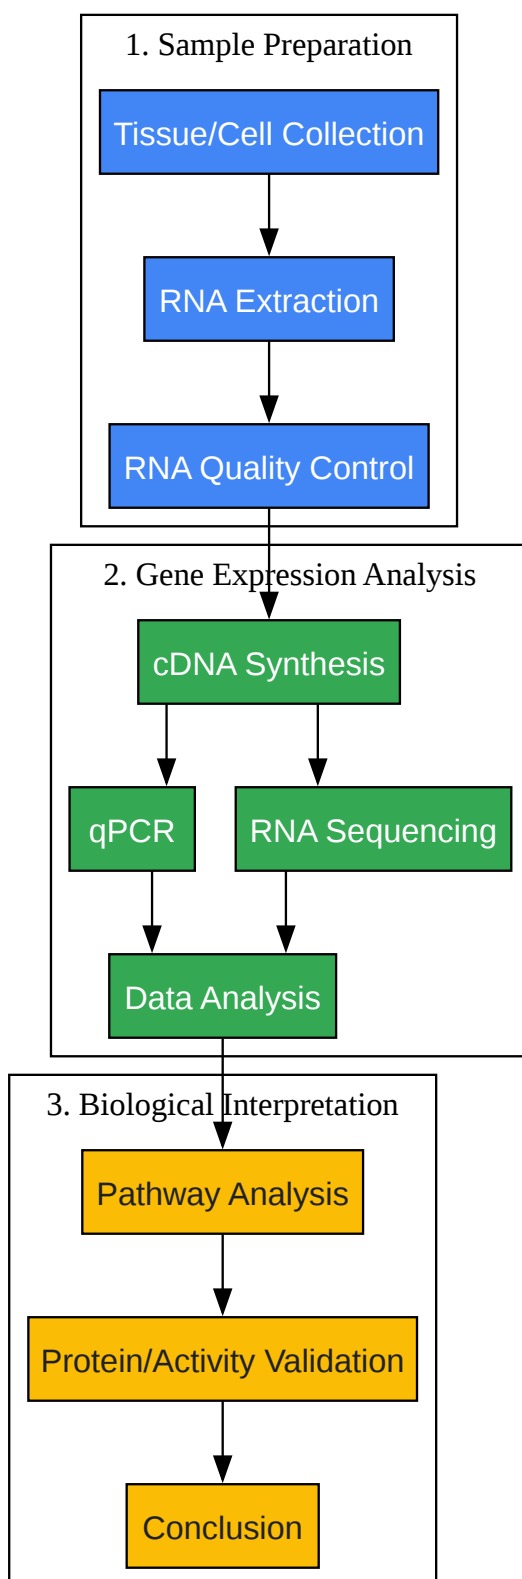 1. Sample Preparation
Tissue/Cell Collection
RNA Extraction
RNA Quality Control
2. Gene Expression Analysis
cDNA Synthesis
qPCR
RNA Sequencing
Data Analysis
3. Biological Interpretation
Pathway Analysis
Protein/Activity Validation
Conclusion